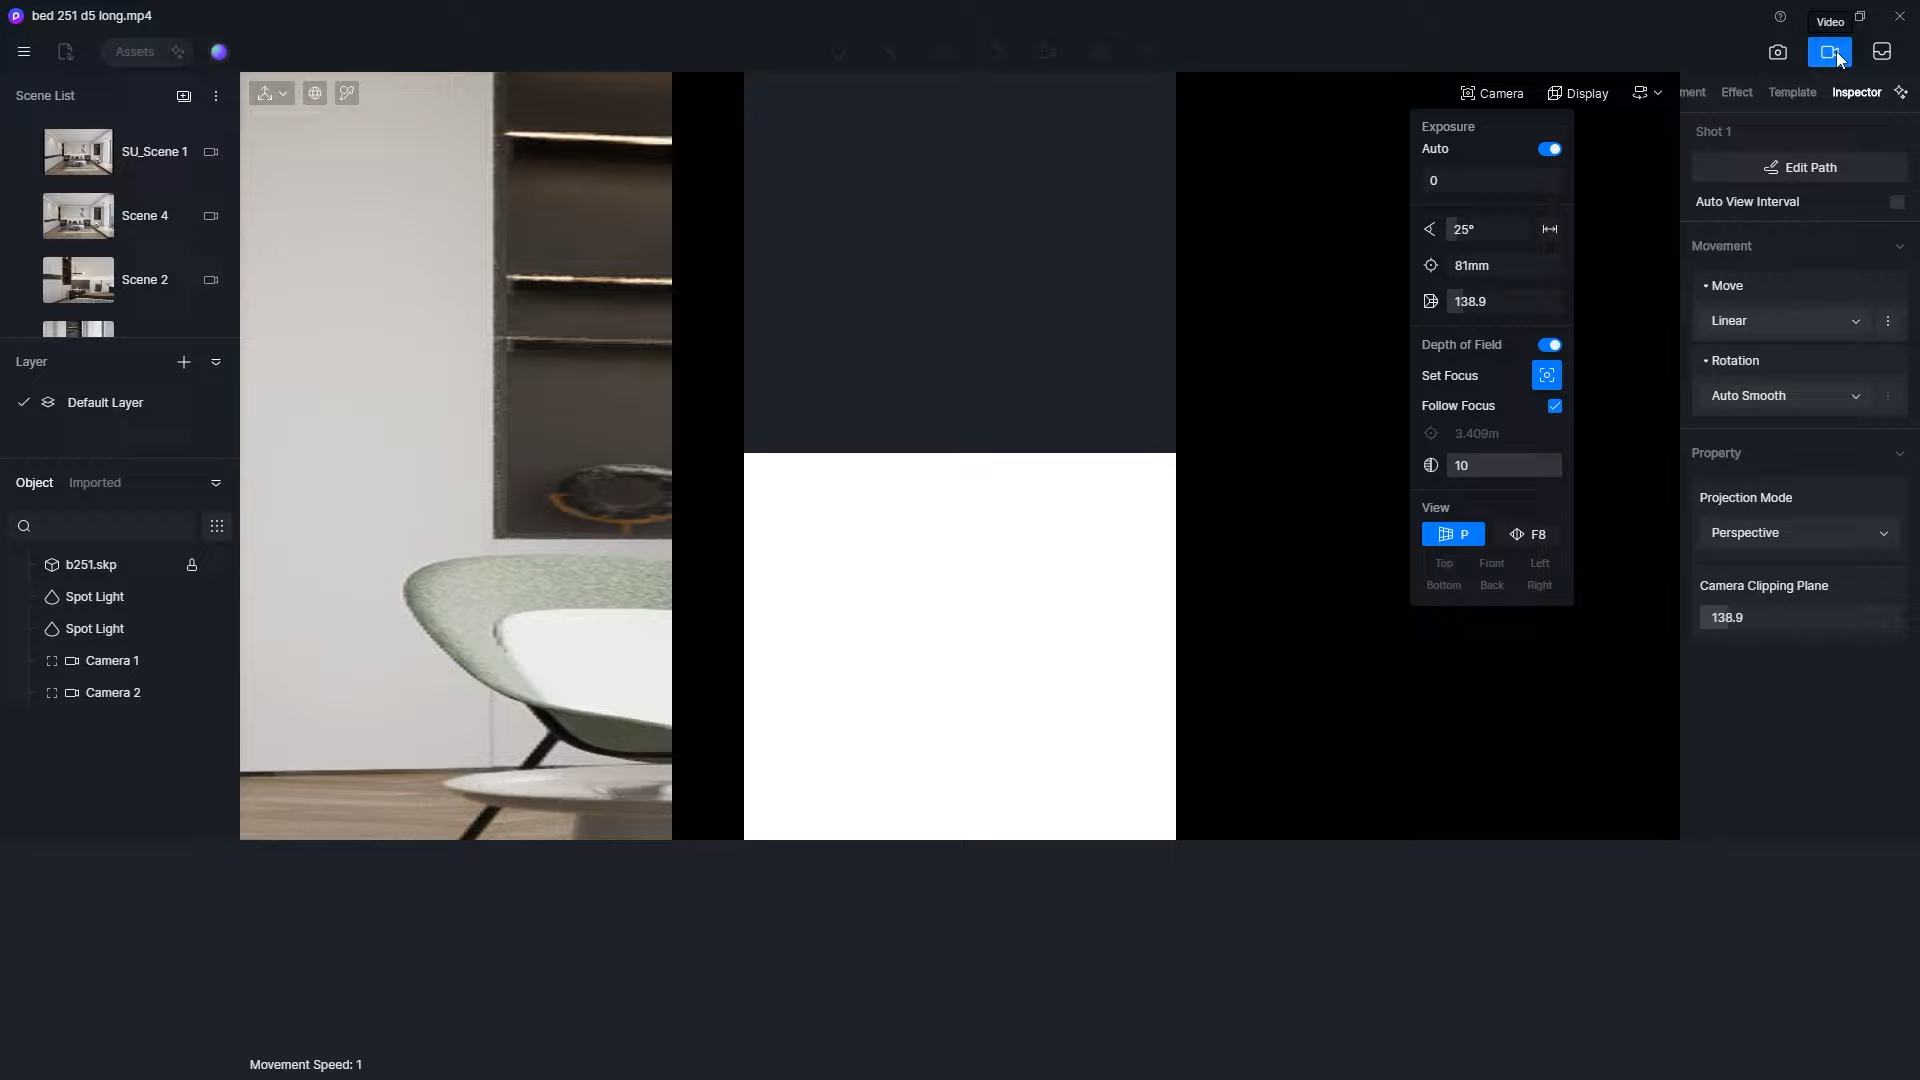 bed 251 d5 long.mp4
Video
Assets
Scene List
Camera
Display
ment
Effect
Template
Inspector
SU_Scene 1
Scene 4
Scene 2
Exposure
Auto
0
25°
81mm
138.9
Depth of Field
Set Focus
Follow Focus
3.409m
10
View
P
F8
Top
Front
Left
Bottom
Back
Right
Shot 1
Edit Path
Auto View Interval
Movement
Move
Linear
Rotation
Auto Smooth
Property
Projection Mode
Perspective
Camera Clipping Plane
138.9
Layer
Default Layer
Object
Imported
b251.skp
Spot Light
Spot Light
Camera 1
Camera 2
Movement Speed: 1